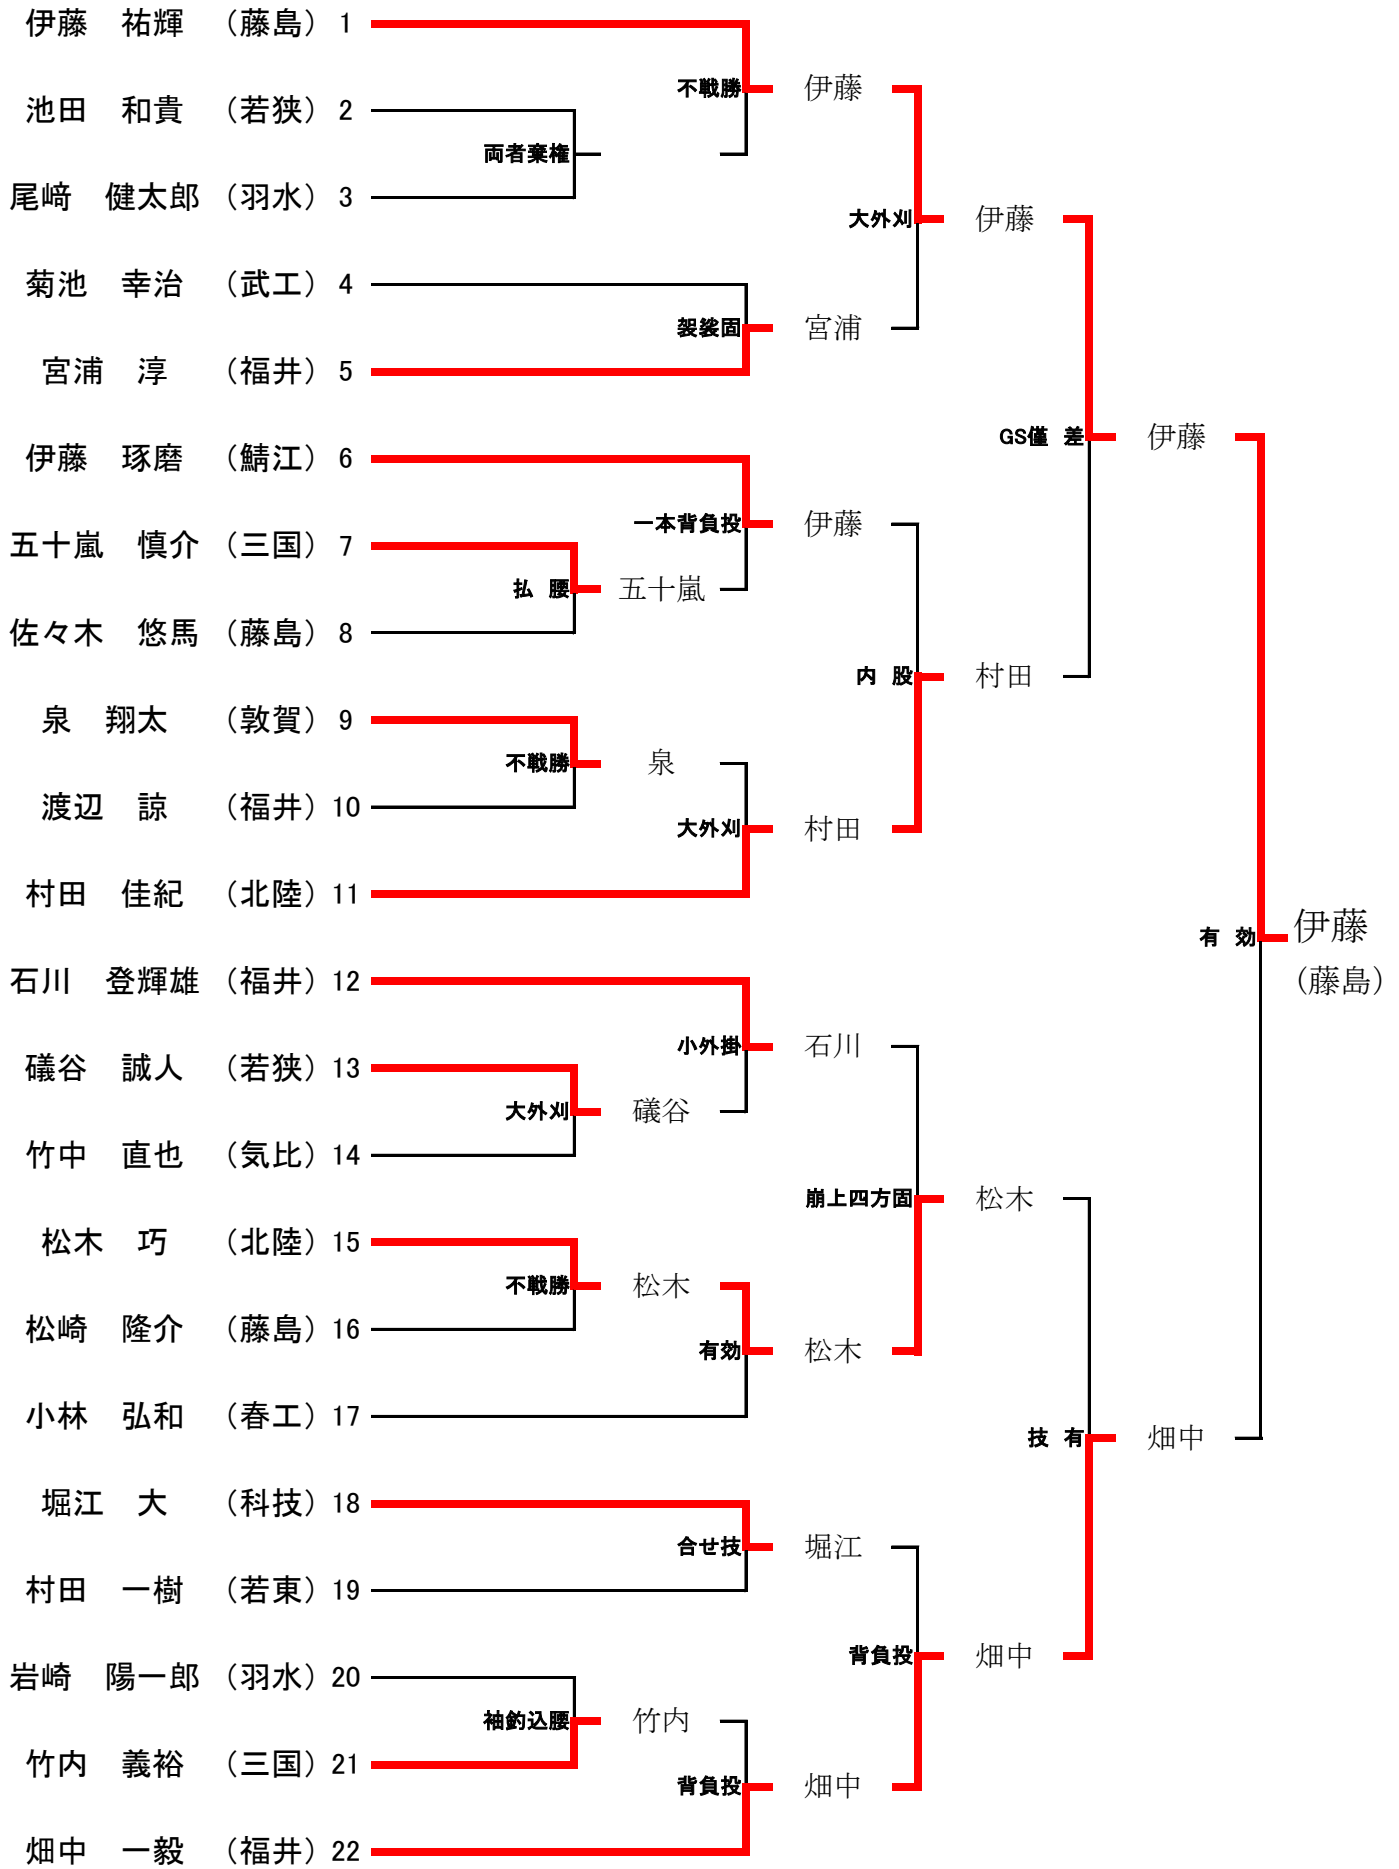 伊藤　祐輝　（藤島） 1
不戦勝 伊藤
池田　和貴　（若狭） 2
両者棄権
尾﨑　健太郎 （羽水） 3
大外刈 伊藤
菊池　幸治　（武工） 4
袈裟固 宮浦
宮浦　淳　（福井） 5
GS僅 差 伊藤
伊藤　琢磨　（鯖江） 6
一本背負投 伊藤
五十嵐　慎介 （三国） 7
払 腰 五十嵐
佐々木　悠馬 （藤島） 8
内 股 村田
泉　翔太　（敦賀） 9
不戦勝 泉
渡辺　諒　（福井） 10
大外刈 村田
村田　佳紀　（北陸） 11
有 効 伊藤
（藤島）
石川　登輝雄 （福井） 12
小外掛 石川
礒谷　誠人　（若狭） 13
大外刈 礒谷
竹中　直也　（気比） 14
崩上四方固 松木
松木　巧　（北陸） 15
不戦勝 松木
松崎　隆介　（藤島） 16
有効 松木
小林　弘和　（春工） 17
技 有 畑中
堀江　大　（科技） 18
合せ技 堀江
村田　一樹　（若東） 19
背負投 畑中
岩崎　陽一郎 （羽水） 20
袖釣込腰 竹内
竹内　義裕　（三国） 21
背負投 畑中
畑中　一毅　（福井） 22